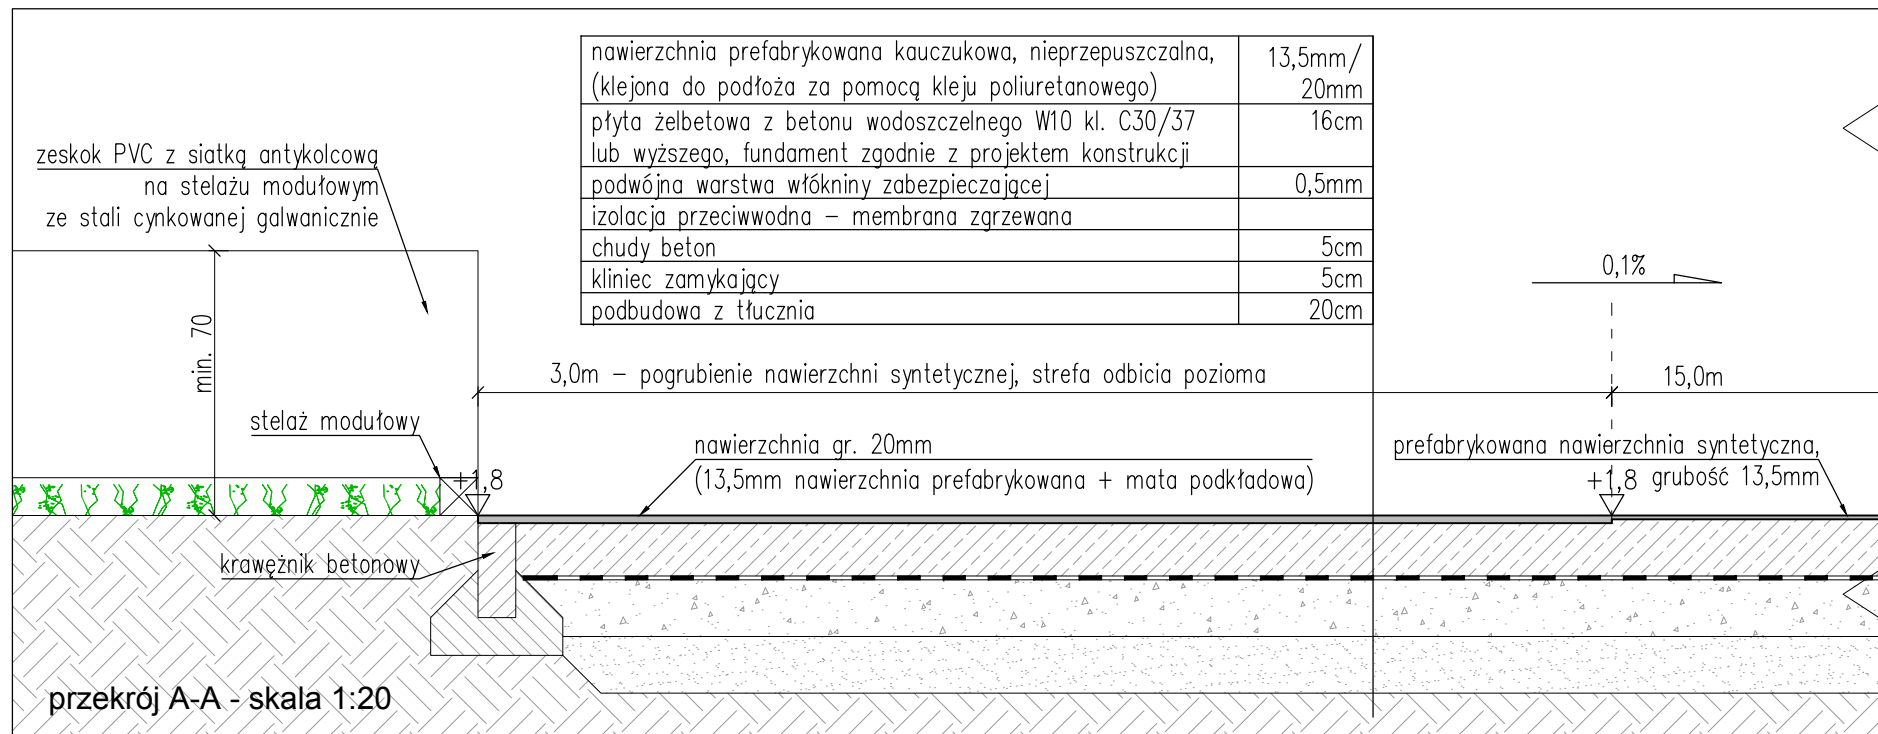 nawierzchnia prefabrykowana kauczukowa, nieprzepuszczalna, 13,5mm/
(klejona do podłoża za pomocą kleju poliuretanowego) 20mm
płyta żelbetowa z betonu wodoszczelnego W10 kl. C30/37 16cm
lub wyższego, fundament zgodnie z projektem konstrukcji
podwójna warstwa włókniny zabezpieczającej 0,5mm
izolacja przeciwwodna – membrana zgrzewana
chudy beton 5cm
kliniec zamykający 5cm
podbudowa z tłucznia 20cm
zeskok PVC z siatką antykolcową
na stelażu modułowym
ze stali cynkowanej galwanicznie
min. 70
0,1%
3,0m – pogrubienie nawierzchni syntetycznej, strefa odbicia pozioma
15,0m
stelaż modułowy
+1,8
nawierzchnia gr. 20mm
(13,5mm nawierzchnia prefabrykowana + mata podkładowa)
prefabrykowana nawierzchnia syntetyczna,
grubość 13,5mm
+1,8
krawężnik betonowy
przekrój A-A - skala 1:20